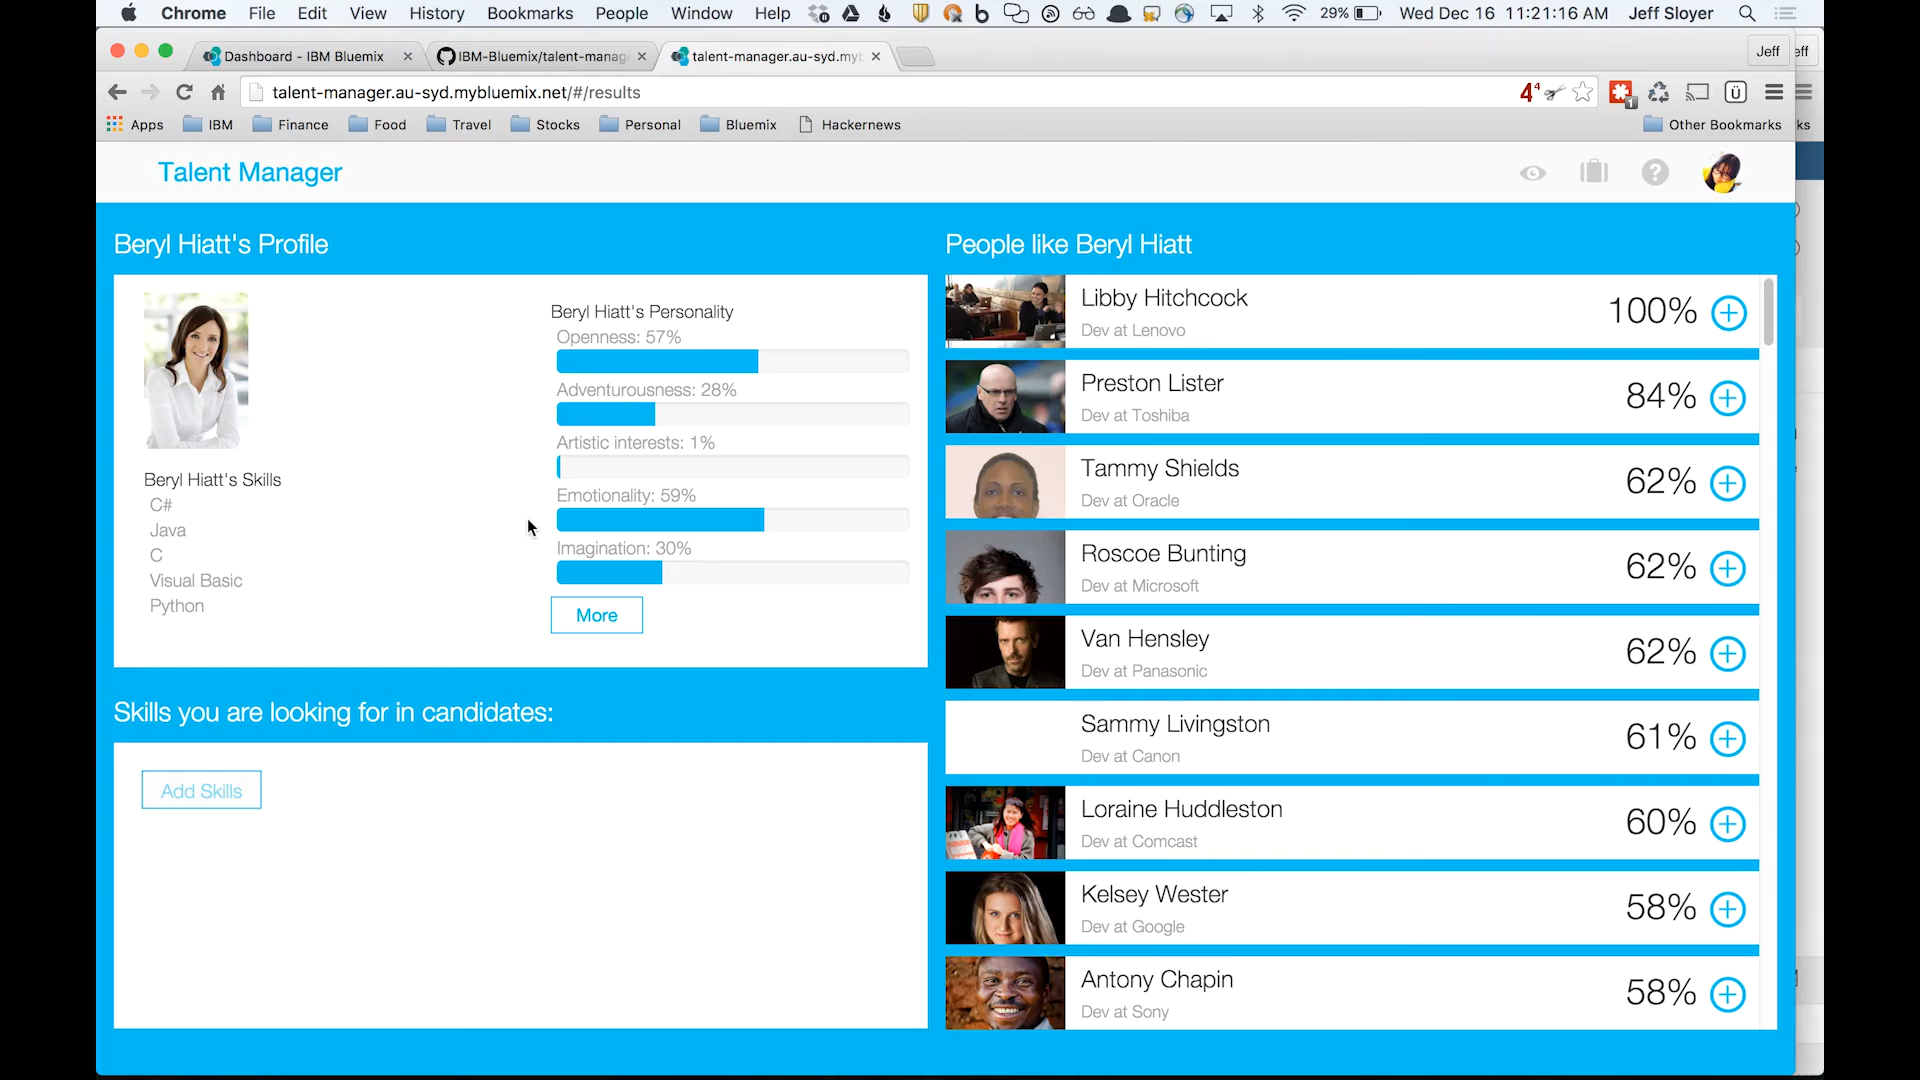 Chrome File Edit View History Bookmarks People Window Help 29% Wed Dec 16 11:21:16 AM Jeff Sloyer
Dashboard - IBM Bluemix
IBM-Bluemix/talent-manag
talent-manager.au-syd.myb
Jeff
eff
talent-manager.au-syd.mybluemix.net/#/results
4⁴
1
Ü
Apps IBM Finance Food Travel Stocks Personal Bluemix Hackernews Other Bookmarks
ks
Talent Manager
?
Beryl Hiatt's Profile
Beryl Hiatt's Skills
C#
Java
C
Visual Basic
Python
Beryl Hiatt's Personality
Openness: 57%
Adventurousness: 28%
Artistic interests: 1%
Emotionality: 59%
Imagination: 30%
More
Skills you are looking for in candidates:
Add Skills
People like Beryl Hiatt
Libby Hitchcock
Dev at Lenovo
100%
Preston Lister
Dev at Toshiba
84%
Tammy Shields
Dev at Oracle
62%
Roscoe Bunting
Dev at Microsoft
62%
Van Hensley
Dev at Panasonic
62%
Sammy Livingston
Dev at Canon
61%
Loraine Huddleston
Dev at Comcast
60%
Kelsey Wester
Dev at Google
58%
Antony Chapin
Dev at Sony
58%